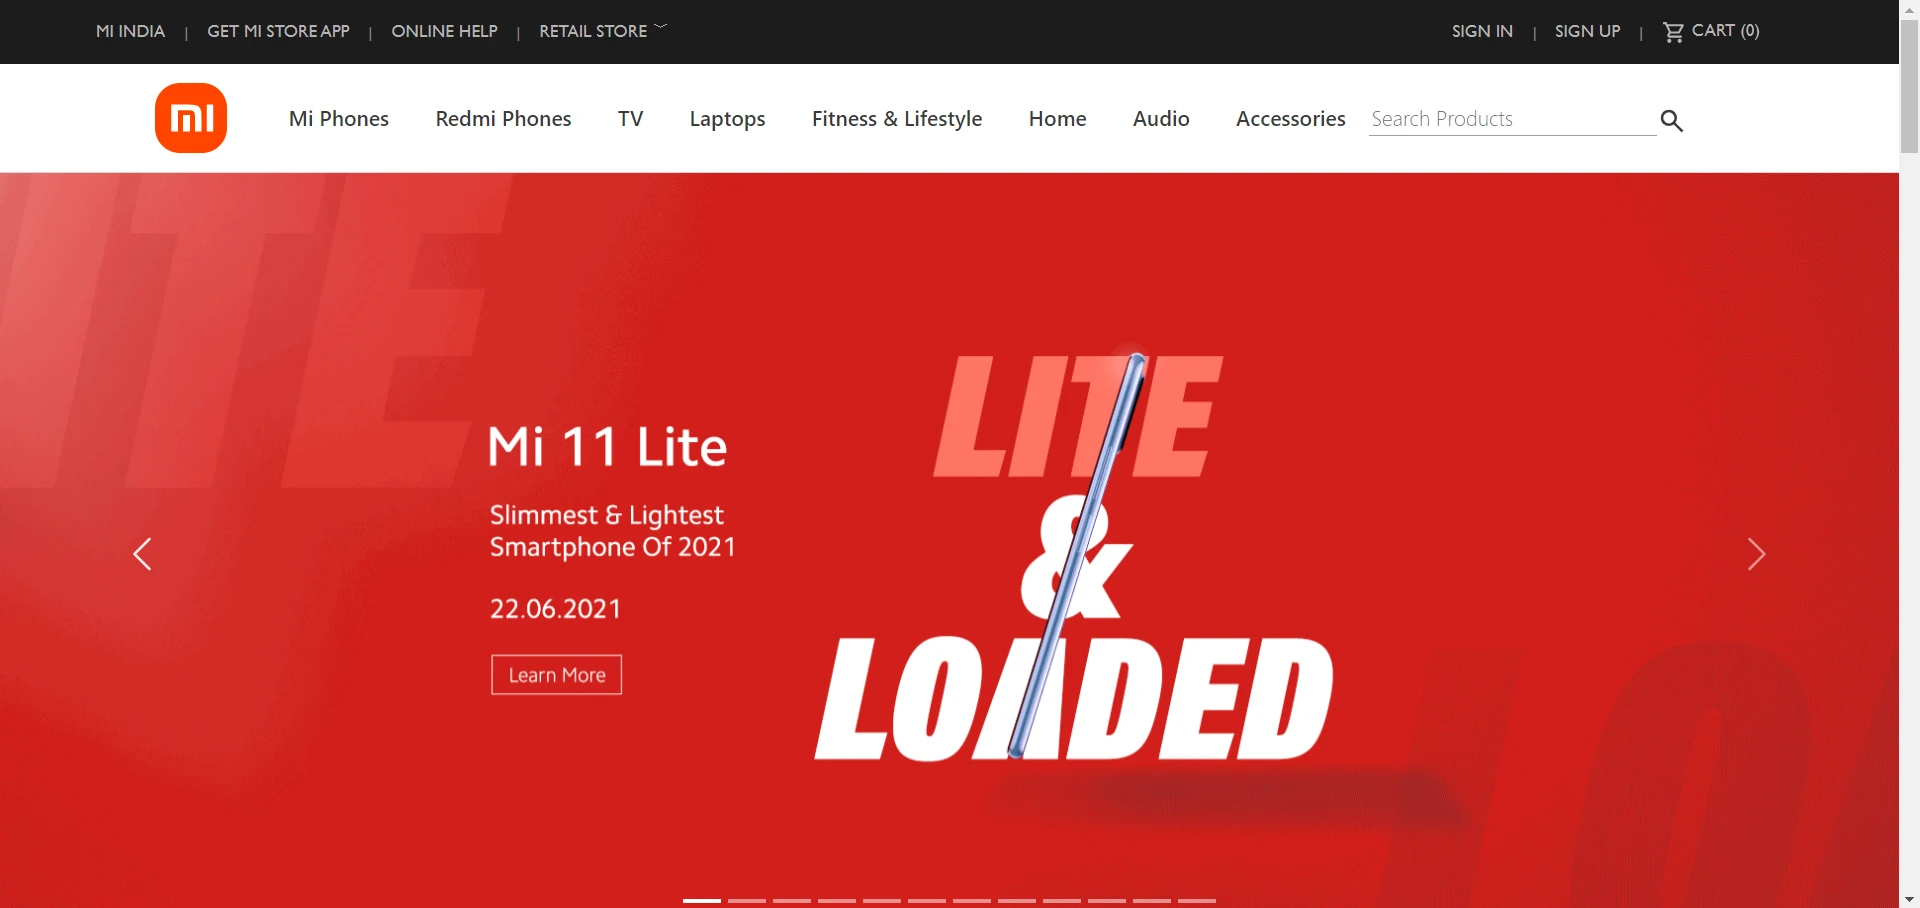 MI INDIA | GET MI STORE APP | ONLINE HELP | RETAIL STORE
SIGN IN | SIGN UP | CART (0)
mi
Mi Phones Redmi Phones TV Laptops Fitness & Lifestyle Home Audio Accessories Search Products
LITE
Mi 11 Lite
Slimmest & Lightest
Smartphone Of 2021
22.06.2021
Learn More
LITE
&
LOADED
LO